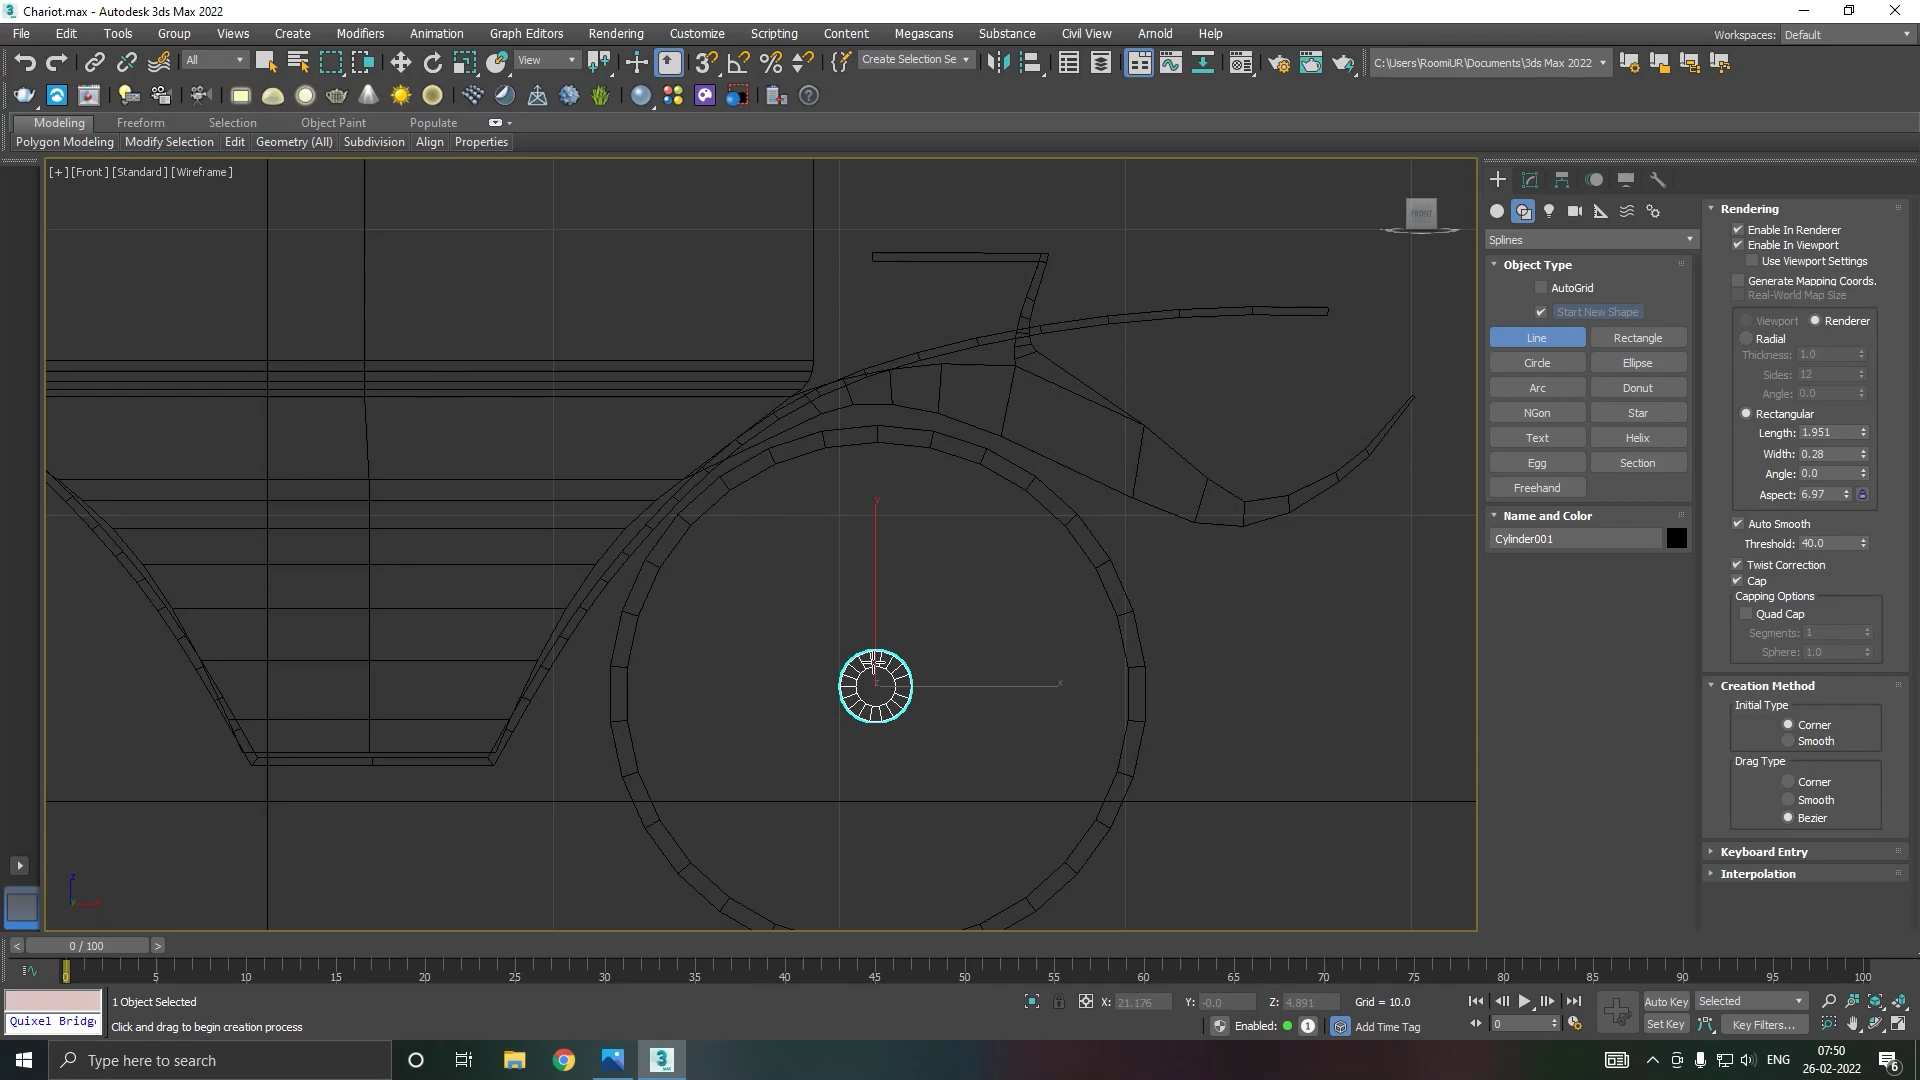 Chariot.max - Autodesk 3ds Max 2022
File Edit Tools Group Views Create Modifiers Animation Graph Editors Rendering Customize Scripting Content Megascans Substance Civil View Arnold Help
Workspaces: Default
All View Create Selection Se C:\Users\RoomiUR\Documents\3ds Max 2022
Modeling Freeform Selection Object Paint Populate
Polygon Modeling Modify Selection Edit Geometry (All) Subdivision Align Properties
[+] [Front] [Standard] [Wireframe]
FRONT
y
x
z
z
x
Splines
Object Type
AutoGrid
Start New Shape
Line Rectangle
Circle Ellipse
Arc Donut
NGon Star
Text Helix
Egg Section
Freehand
Name and Color
Cylinder001
Rendering
Enable In Renderer
Enable In Viewport
Use Viewport Settings
Generate Mapping Coords.
Real-World Map Size
Viewport Renderer
Radial
Thickness: 1.0
Sides: 12
Angle: 0.0
Rectangular
Length: 1.951
Width: 0.28
Angle: 0.0
Aspect: 6.97
Auto Smooth
Threshold: 40.0
Twist Correction
Cap
Capping Options
Quad Cap
Segments: 1
Sphere: 1.0
Creation Method
Initial Type
Corner
Smooth
Drag Type
Corner
Smooth
Bezier
Keyboard Entry
Interpolation
< 0 / 100 >
0 5 10 15 20 25 30 35 40 45 50 55 60 65 70 75 80 85 90 95 100
1 Object Selected
X: 21.176 Y: -0.0 Z: 4.891 Grid = 10.0
Auto Key Selected
Quixel Bridg
Click and drag to begin creation process
Enabled: 1 Add Time Tag
0
Set Key Key Filters...
Type here to search
3
MAX
ENG
07:50
26-02-2022
6